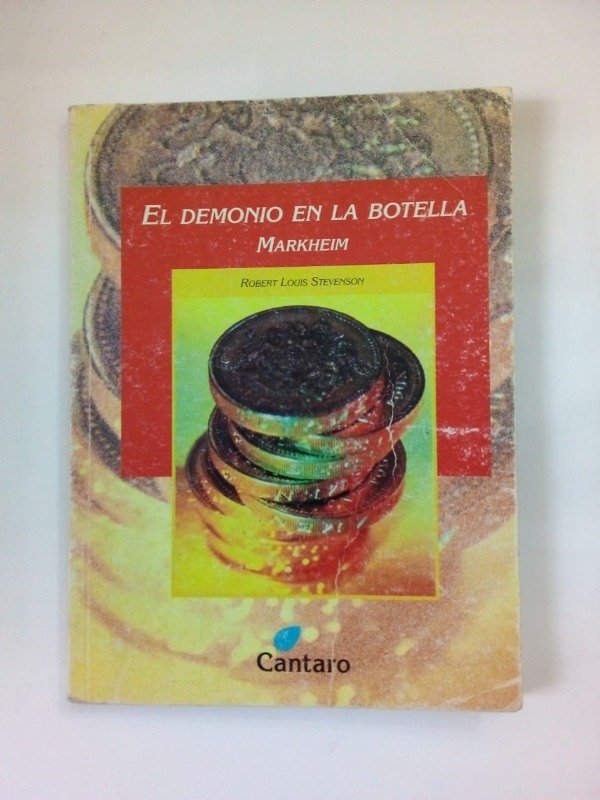 EL DEMONIO EN LA BOTELLA
MARKHEIM
ROBERT LOUIS STEVENSON
Cantaro